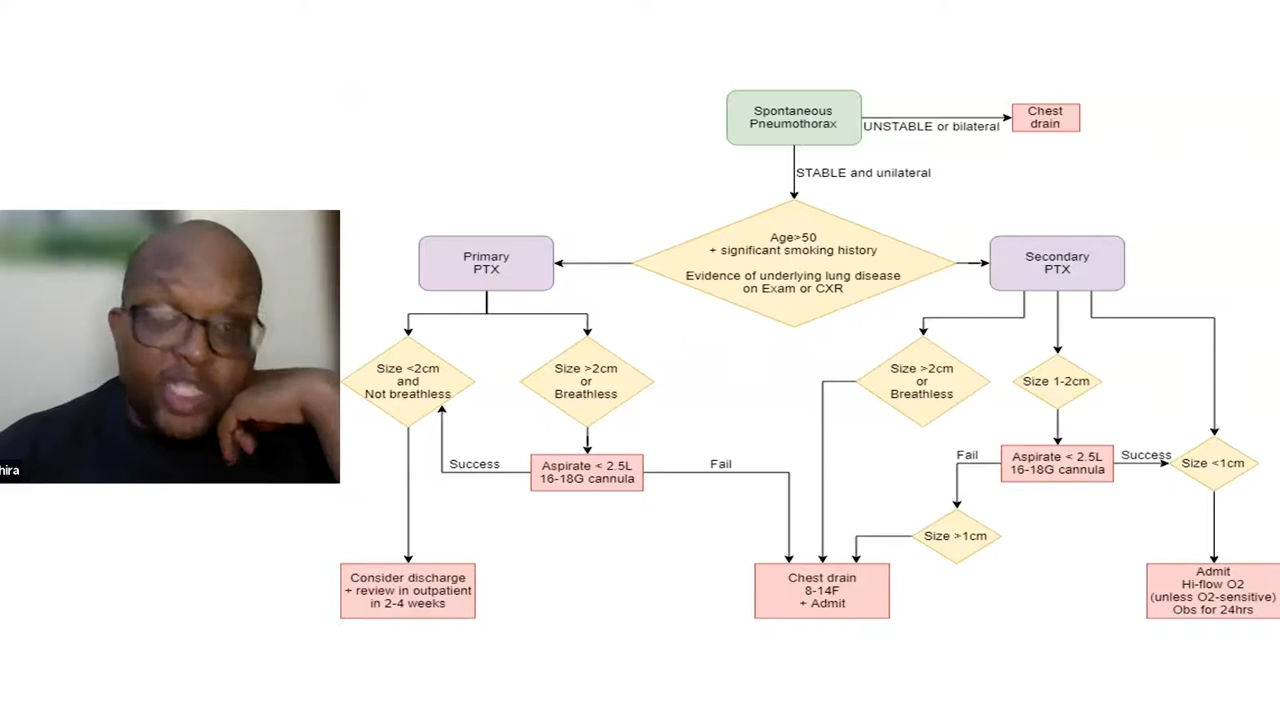 Spontaneous
Pneumothorax
UNSTABLE or bilateral
Chest
drain
STABLE and unilateral
Age>50
+ significant smoking history
Evidence of underlying lung disease
on Exam or CXR
Primary
PTX
Secondary
PTX
Size <2cm
and
Not breathless
Size >2cm
or
Breathless
Size >2cm
or
Breathless
Size 1-2cm
Success
Aspirate < 2.5L
16-18G cannula
Fail
Fail
Aspirate < 2.5L
16-18G cannula
Success
Size <1cm
Size >1cm
Consider discharge
+ review in outpatient
in 2-4 weeks
Chest drain
8-14F
+ Admit
Admit
Hi-flow O2
(unless O2-sensitive)
Obs for 24hrs
hira